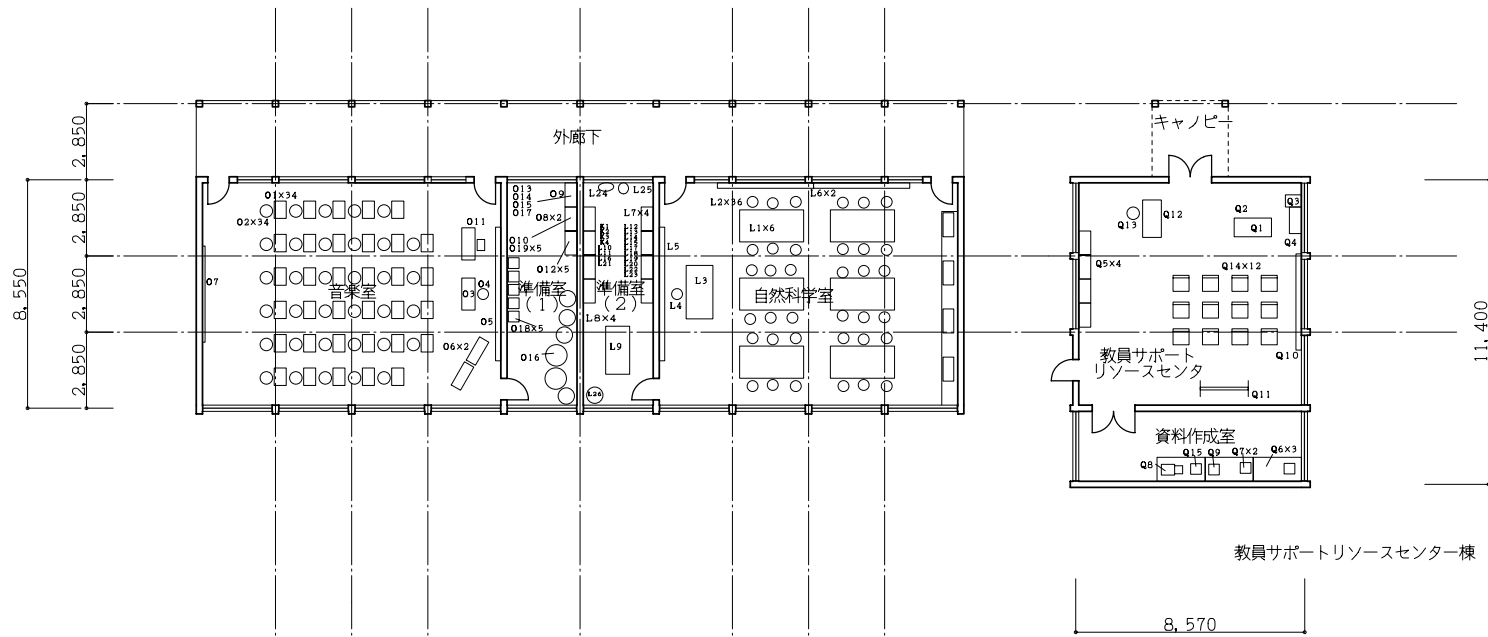 キャノピー
外廊下
2,850
2,850
2,850
2,850
8,550
O1×34
O2×34
O11
O7
音楽室
O3
O4
O5
O6×2
O13
O14
O15
O17
O9
O8×2
O10
O19×5
O12×5
準備室
(1)
O18×5
O16
L24
L25
L7×4
L12
L21
L23
準備室
(2)
L8×4
L9
L26
L5
L2×36
L6×2
L1×6
L3
L4
自然科学室
Q13
Q12
Q2
Q1
Q3
Q4
Q5×4
Q14×12
Q10
教員サポート
リソースセンタ
Q11
資料作成室
Q8
Q15
Q9
Q7×2
Q6×3
11,400
教員サポートリソースセンター棟
8,570